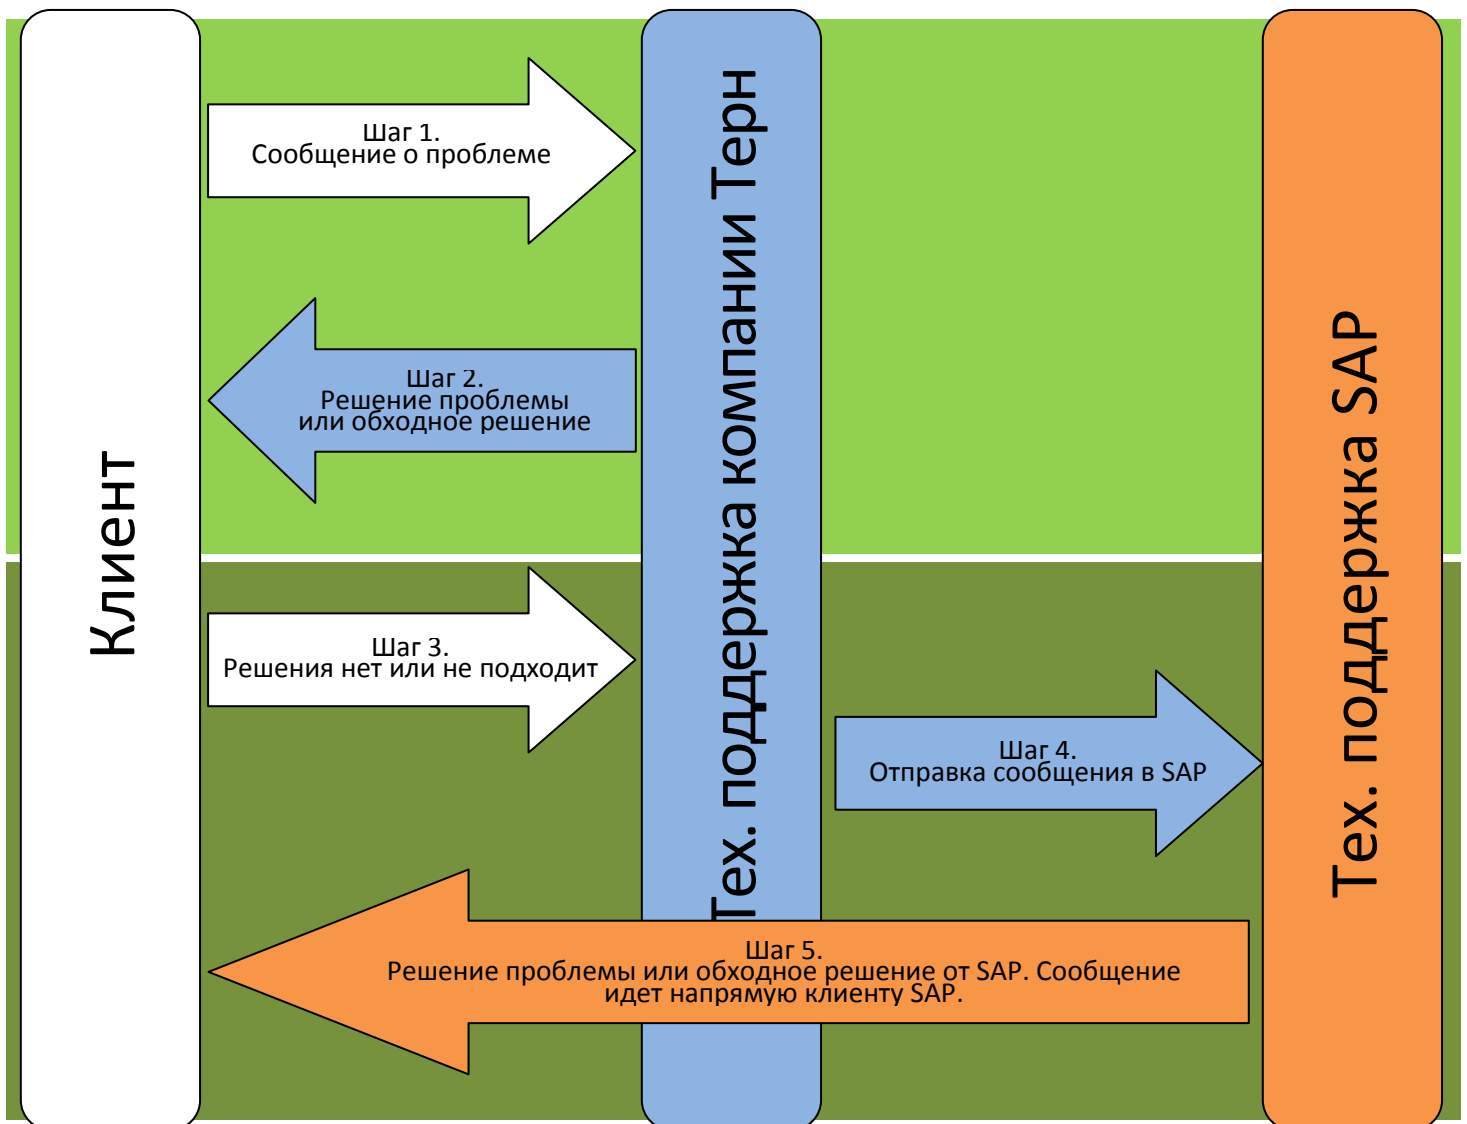 Клиент
Тех. поддержка компании Терн
Тех. поддержка SAP
Шаг 1.
Сообщение о проблеме
Шаг 2.
Решение проблемы
или обходное решение
Шаг 3.
Решения нет или не подходит
Шаг 4.
Отправка сообщения в SAP
Шаг 5.
Решение проблемы или обходное решение от SAP. Сообщение
идет напрямую клиенту SAP.